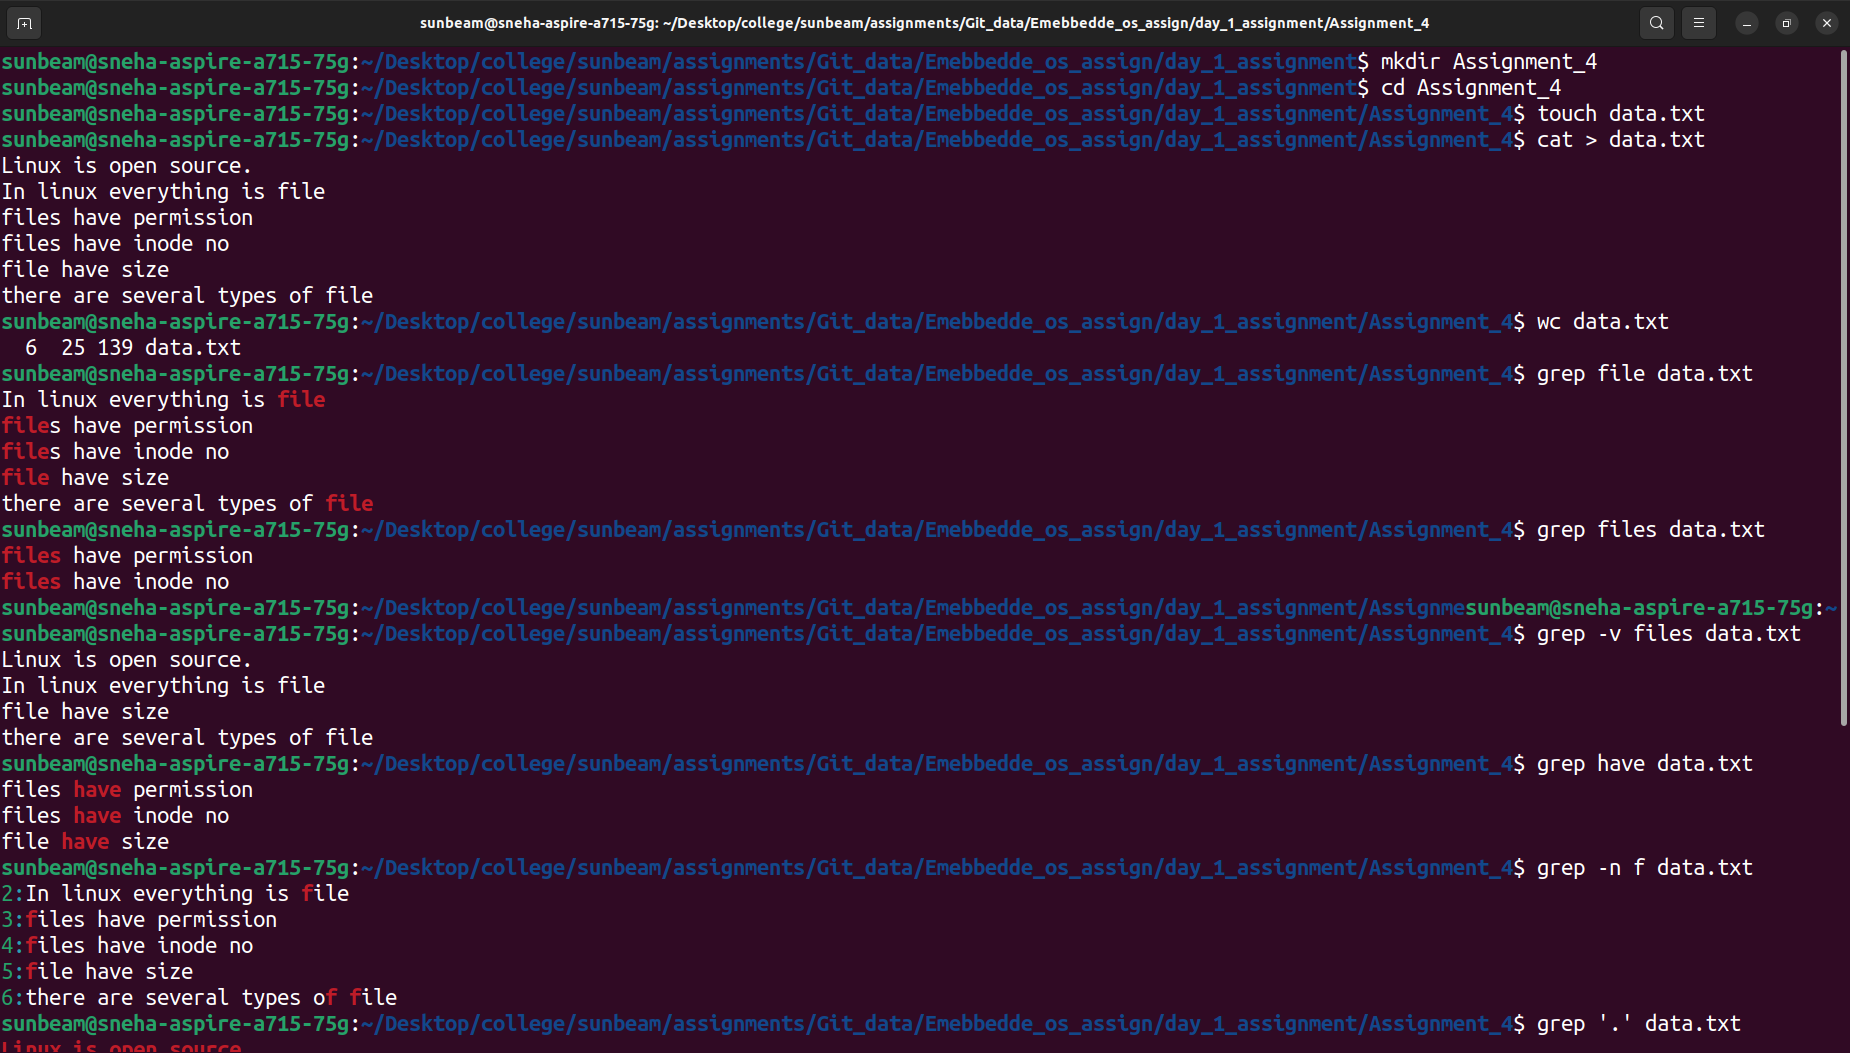 sunbeam@sneha-aspire-a715-75g: ~/Desktop/college/sunbeam/assignments/Git_data/Emebbedde_os_assign/day_1_assignment/Assignment_4
sunbeam@sneha-aspire-a715-75g:~/Desktop/college/sunbeam/assignments/Git_data/Emebbedde_os_assign/day_1_assignment$ mkdir Assignment_4
sunbeam@sneha-aspire-a715-75g:~/Desktop/college/sunbeam/assignments/Git_data/Emebbedde_os_assign/day_1_assignment$ cd Assignment_4
sunbeam@sneha-aspire-a715-75g:~/Desktop/college/sunbeam/assignments/Git_data/Emebbedde_os_assign/day_1_assignment/Assignment_4$ touch data.txt
sunbeam@sneha-aspire-a715-75g:~/Desktop/college/sunbeam/assignments/Git_data/Emebbedde_os_assign/day_1_assignment/Assignment_4$ cat > data.txt
Linux is open source.
In linux everything is file
files have permission
files have inode no
file have size
there are several types of file
sunbeam@sneha-aspire-a715-75g:~/Desktop/college/sunbeam/assignments/Git_data/Emebbedde_os_assign/day_1_assignment/Assignment_4$ wc data.txt
  6  25 139 data.txt
sunbeam@sneha-aspire-a715-75g:~/Desktop/college/sunbeam/assignments/Git_data/Emebbedde_os_assign/day_1_assignment/Assignment_4$ grep file data.txt
In linux everything is file
files have permission
files have inode no
file have size
there are several types of file
sunbeam@sneha-aspire-a715-75g:~/Desktop/college/sunbeam/assignments/Git_data/Emebbedde_os_assign/day_1_assignment/Assignment_4$ grep files data.txt
files have permission
files have inode no
sunbeam@sneha-aspire-a715-75g:~/Desktop/college/sunbeam/assignments/Git_data/Emebbedde_os_assign/day_1_assignment/Assignmesunbeam@sneha-aspire-a715-75g:~
sunbeam@sneha-aspire-a715-75g:~/Desktop/college/sunbeam/assignments/Git_data/Emebbedde_os_assign/day_1_assignment/Assignment_4$ grep -v files data.txt
Linux is open source.
In linux everything is file
file have size
there are several types of file
sunbeam@sneha-aspire-a715-75g:~/Desktop/college/sunbeam/assignments/Git_data/Emebbedde_os_assign/day_1_assignment/Assignment_4$ grep have data.txt
files have permission
files have inode no
file have size
sunbeam@sneha-aspire-a715-75g:~/Desktop/college/sunbeam/assignments/Git_data/Emebbedde_os_assign/day_1_assignment/Assignment_4$ grep -n f data.txt
2:In linux everything is file
3:files have permission
4:files have inode no
5:file have size
6:there are several types of file
sunbeam@sneha-aspire-a715-75g:~/Desktop/college/sunbeam/assignments/Git_data/Emebbedde_os_assign/day_1_assignment/Assignment_4$ grep '.' data.txt
Linux is open source